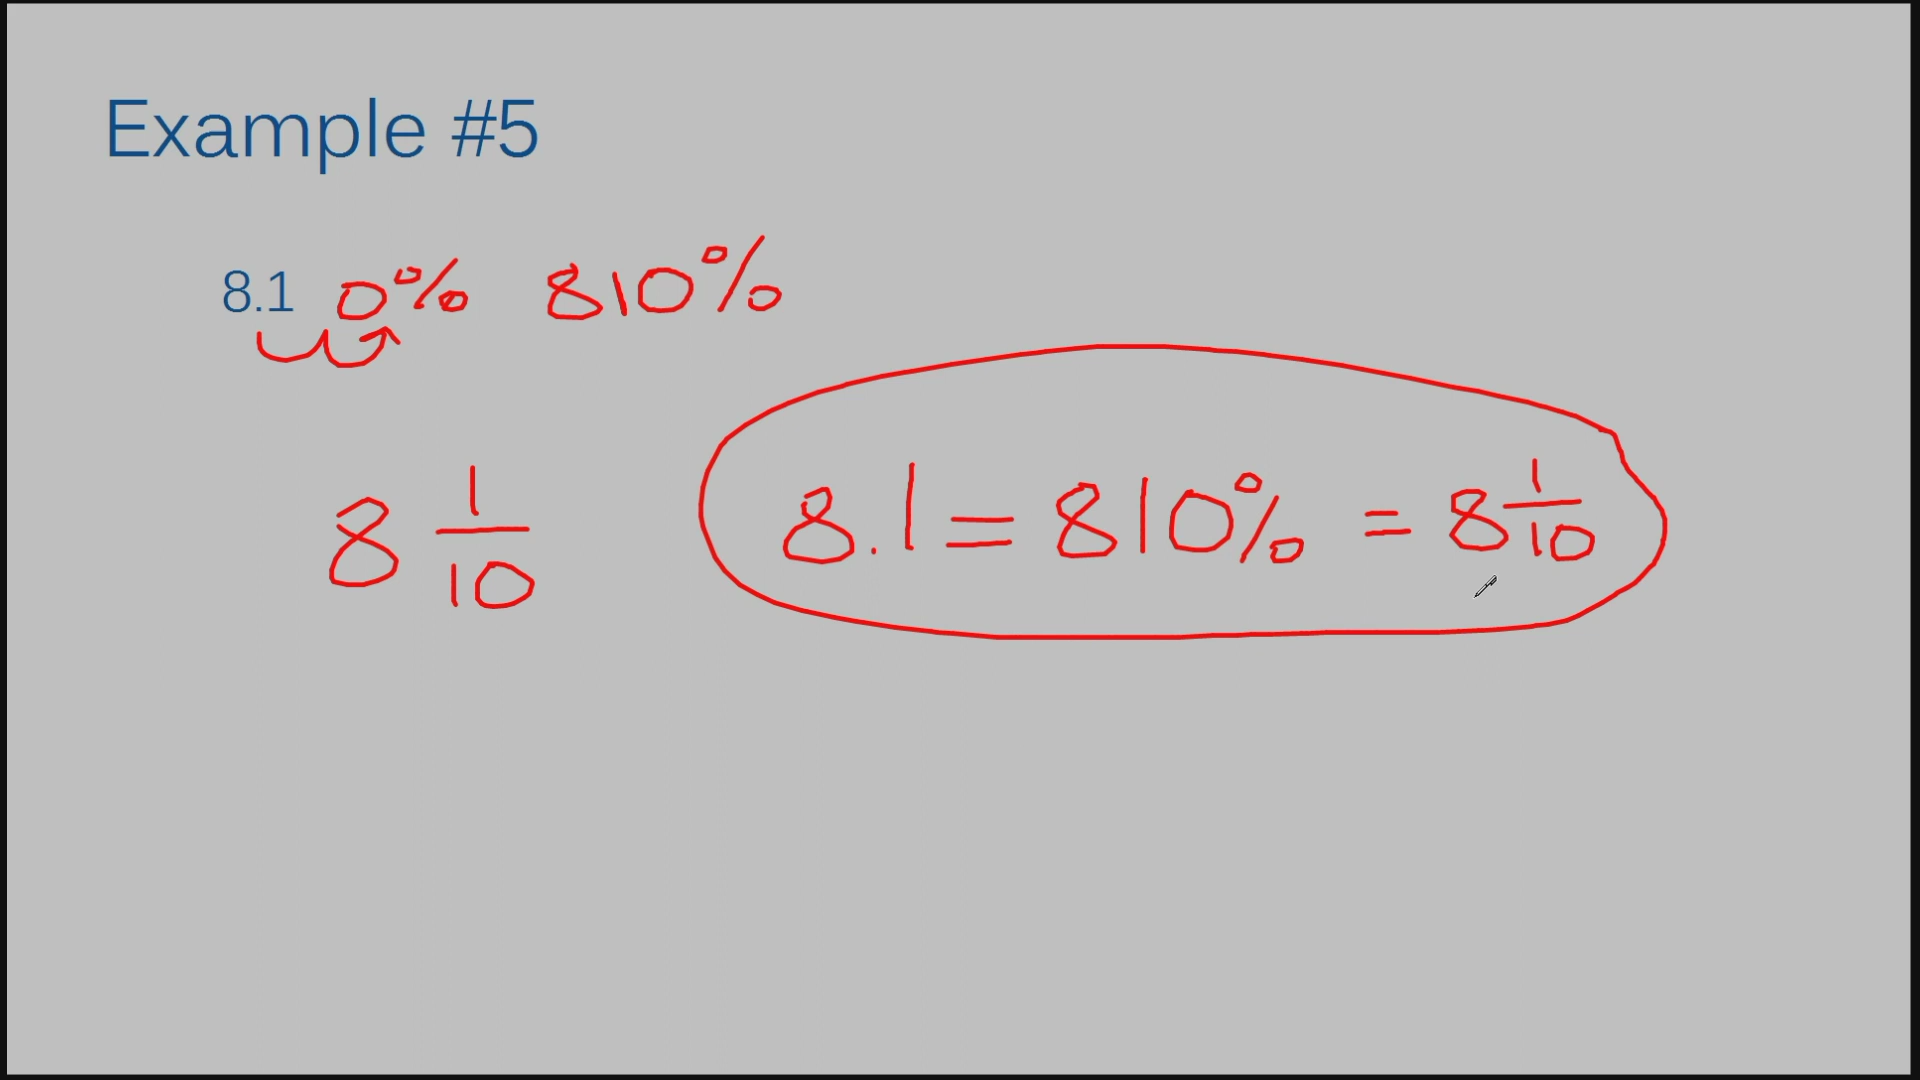 Example #5
8.1 0% 810%
8 1/10
8.1 = 810% = 8 1/10